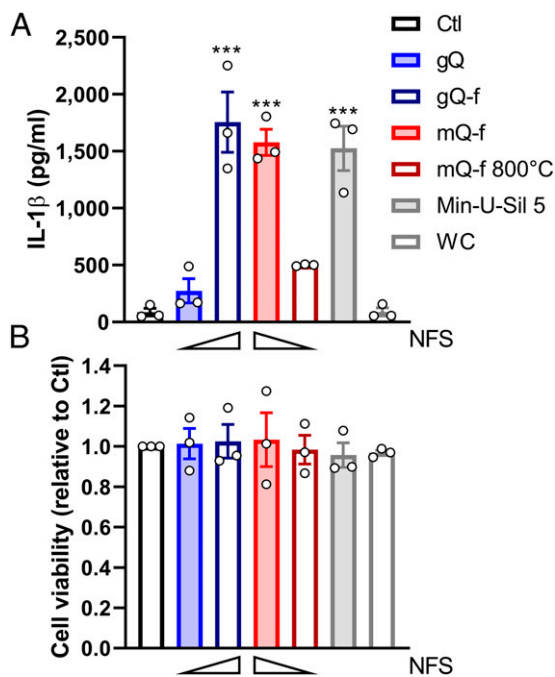 A
IL-1β (pg/ml)
2,500
2,000
1,500
1,000
500
0
***
***
***
Ctl
gQ
gQ-f
mQ-f
mQ-f 800°C
Min-U-Sil 5
WC
NFS
B
Cell viability (relative to Ctl)
1.4
1.2
1.0
0.8
0.6
0.4
0.2
0.0
NFS